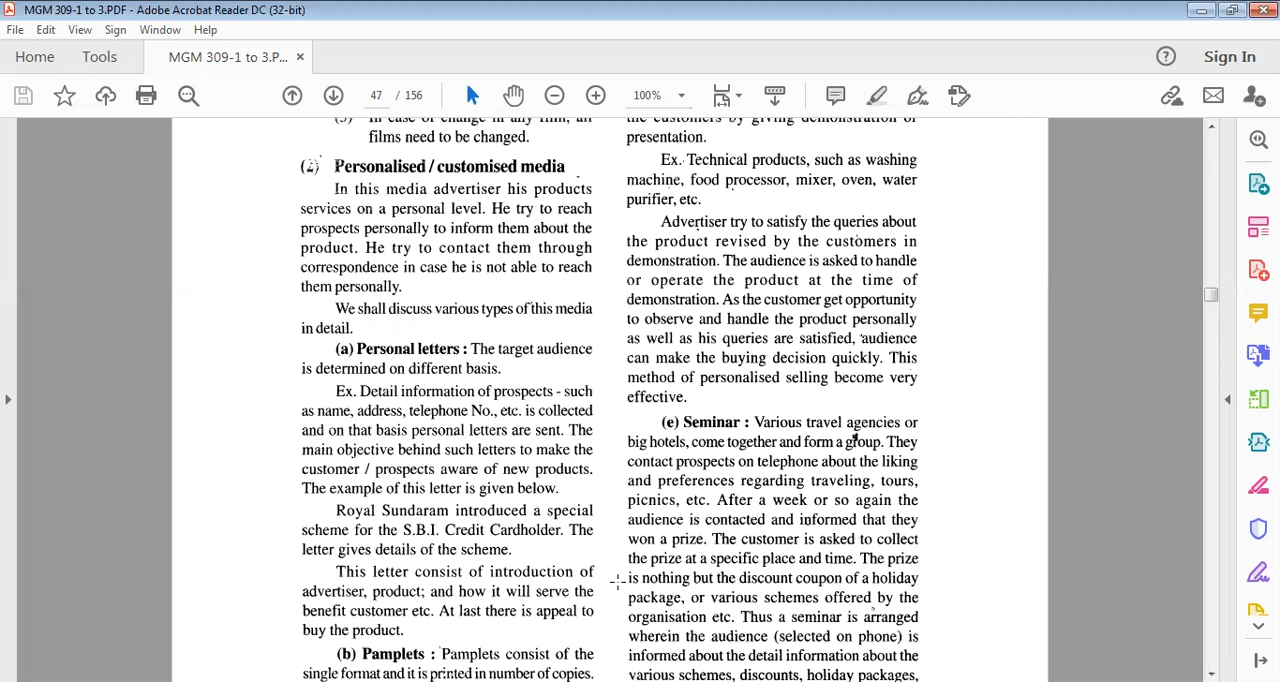 MGM 309-1 to 3.PDF - Adobe Acrobat Reader DC (32-bit)
File Edit View Sign Window Help
Home Tools MGM 309-1 to 3.P... × Sign In
47 / 156 100%
(3) In case of change in any film, all
films need to be changed.
(2) Personalised / customised media
In this media advertiser his products
services on a personal level. He try to reach
prospects personally to inform them about the
product. He try to contact them through
correspondence in case he is not able to reach
them personally.
We shall discuss various types of this media
in detail.
(a) Personal letters : The target audience
is determined on different basis.
Ex. Detail information of prospects - such
as name, address, telephone No., etc. is collected
and on that basis personal letters are sent. The
main objective behind such letters to make the
customer / prospects aware of new products.
The example of this letter is given below.
Royal Sundaram introduced a special
scheme for the S.B.I. Credit Cardholder. The
letter gives details of the scheme.
This letter consist of introduction of
advertiser, product; and how it will serve the
benefit customer etc. At last there is appeal to
buy the product.
(b) Pamplets : Pamplets consist of the
single format and it is printed in number of copies.
the customers by giving demonstration or
presentation.
Ex. Technical products, such as washing
machine, food processor, mixer, oven, water
purifier, etc.
Advertiser try to satisfy the queries about
the product revised by the customers in
demonstration. The audience is asked to handle
or operate the product at the time of
demonstration. As the customer get opportunity
to observe and handle the product personally
as well as his queries are satisfied, audience
can make the buying decision quickly. This
method of personalised selling become very
effective.
(e) Seminar : Various travel agencies or
big hotels, come together and form a group. They
contact prospects on telephone about the liking
and preferences regarding traveling, tours,
picnics, etc. After a week or so again the
audience is contacted and informed that they
won a prize. The customer is asked to collect
the prize at a specific place and time. The prize
is nothing but the discount coupon of a holiday
package, or various schemes offered by the
organisation etc. Thus a seminar is arranged
wherein the audience (selected on phone) is
informed about the detail information about the
various schemes, discounts, holiday packages,